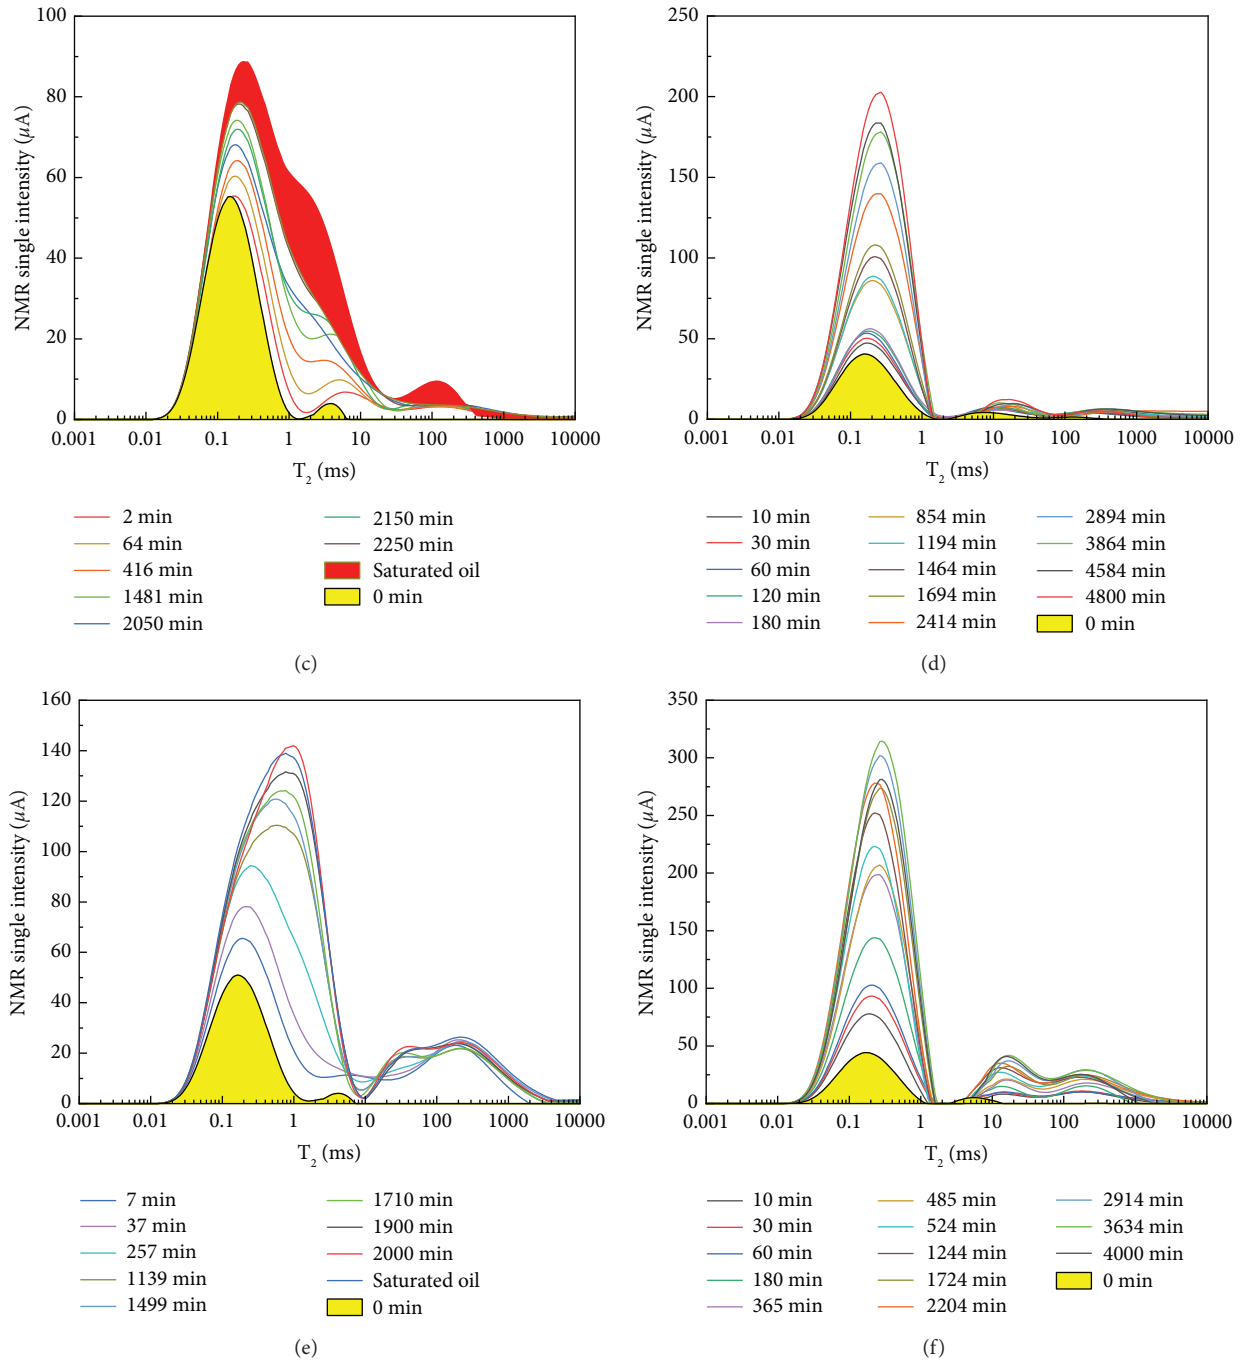 100
80
60
40
20
0
NMR single intensity (μA)
0.001 0.01 0.1 1 10 100 1000 10000
T2 (ms)
2 min
64 min
416 min
1481 min
2050 min
2150 min
2250 min
Saturated oil
0 min
(c)
250
200
150
100
50
0
NMR single intensity (μA)
0.001 0.01 0.1 1 10 100 1000 10000
T2 (ms)
10 min
30 min
60 min
120 min
180 min
854 min
1194 min
1464 min
1694 min
2414 min
2894 min
3864 min
4584 min
4800 min
0 min
(d)
160
140
120
100
80
60
40
20
0
NMR single intensity (μA)
0.001 0.01 0.1 1 10 100 1000 10000
T2 (ms)
7 min
37 min
257 min
1139 min
1499 min
1710 min
1900 min
2000 min
Saturated oil
0 min
(e)
350
300
250
200
150
100
50
0
NMR single intensity (μA)
0.001 0.01 0.1 1 10 100 1000 10000
T2 (ms)
10 min
30 min
60 min
180 min
365 min
485 min
524 min
1244 min
1724 min
2204 min
2914 min
3634 min
4000 min
0 min
(f)